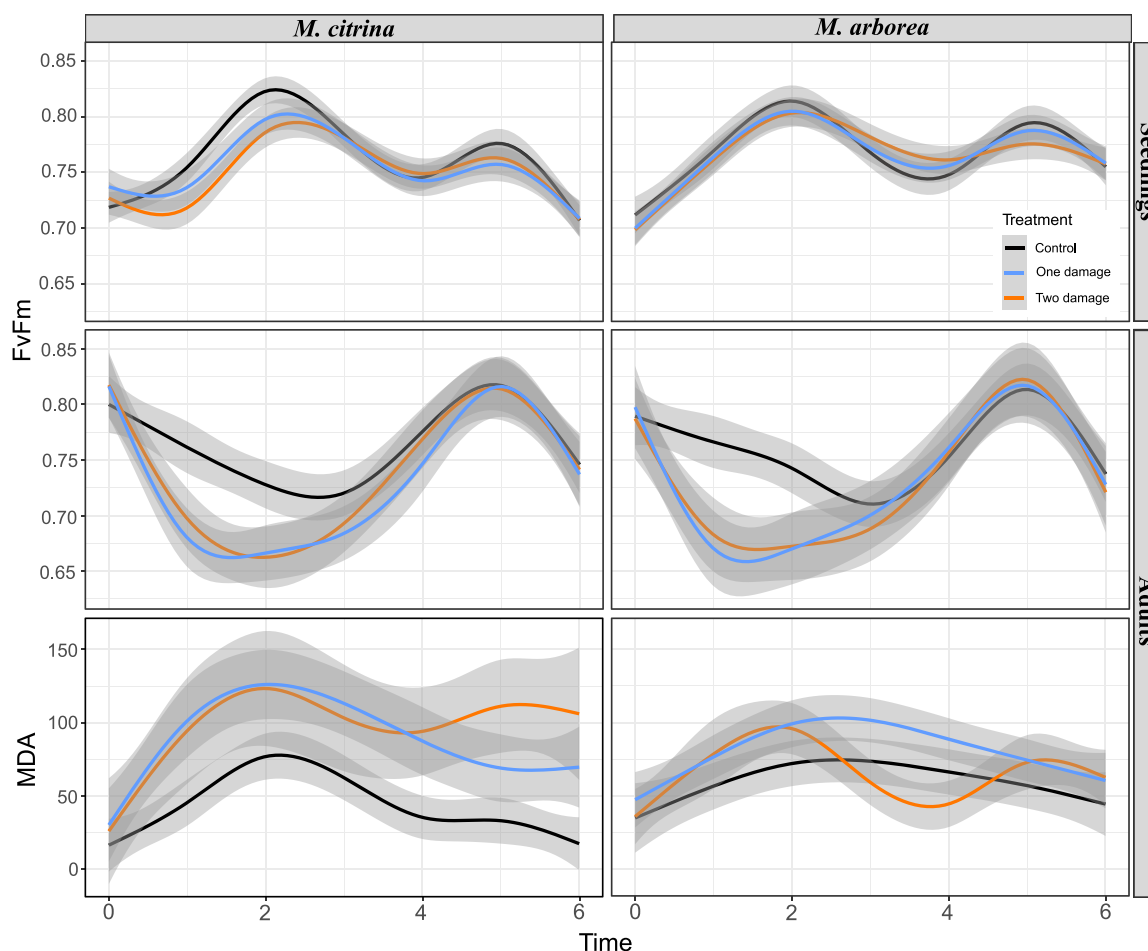 M. citrina
M. arborea
0.85
0.80
0.75
0.70
0.65
FvFm
Treatment
Control
One damage
Two damage
Seedlings
0.85
0.80
0.75
0.70
0.65
Adults
150
100
50
0
MDA
0 2 4 6
0 2 4 6
Time